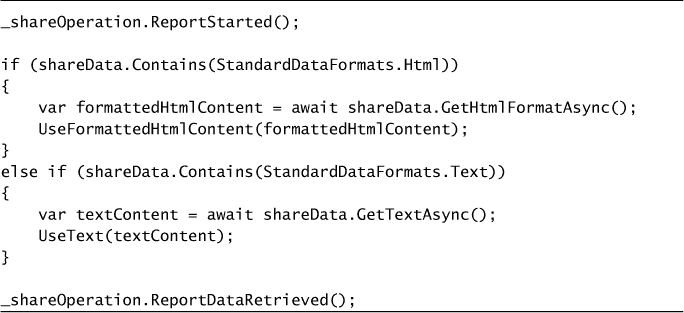 _shareOperation.ReportStarted();

if (shareData.Contains(StandardDataFormats.Html))
{
    var formattedHtmlContent = await shareData.GetHtmlFormatAsync();
    UseFormattedHtmlContent(formattedHtmlContent);
}
else if (shareData.Contains(StandardDataFormats.Text))
{
    var textContent = await shareData.GetTextAsync();
    UseText(textContent);
}

_shareOperation.ReportDataRetrieved();